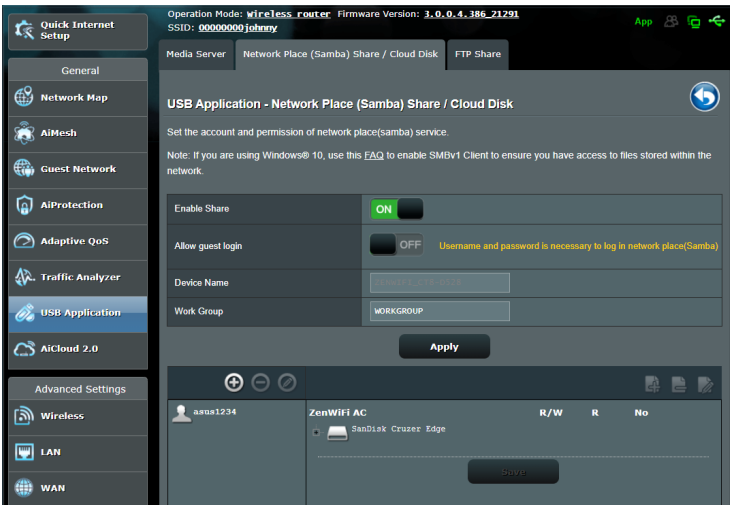 Quick Internet
Setup
Operation Mode: Wireless router Firmware Version: 3.0.0.4.386_21291
SSID: 00000000johnny
App
Media Server
Network Place (Samba) Share / Cloud Disk
FTP Share
General
Network Map
AiMesh
Guest Network
AiProtection
Adaptive QoS
Traffic Analyzer
USB Application
AiCloud 2.0
Advanced Settings
Wireless
LAN
WAN
USB Application - Network Place (Samba) Share / Cloud Disk
Set the account and permission of network place(samba) service.
Note: If you are using Windows® 10, use this FAQ to enable SMBv1 Client to ensure you have access to files stored within the
network.
Enable Share
ON
Allow guest login
OFF
Username and password is necessary to log in network place(Samba)
Device Name
Work Group
WORKGROUP
Apply
asus1234
ZenWiFi AC
R/W
R
No
SanDisk Cruzer Edge
Save